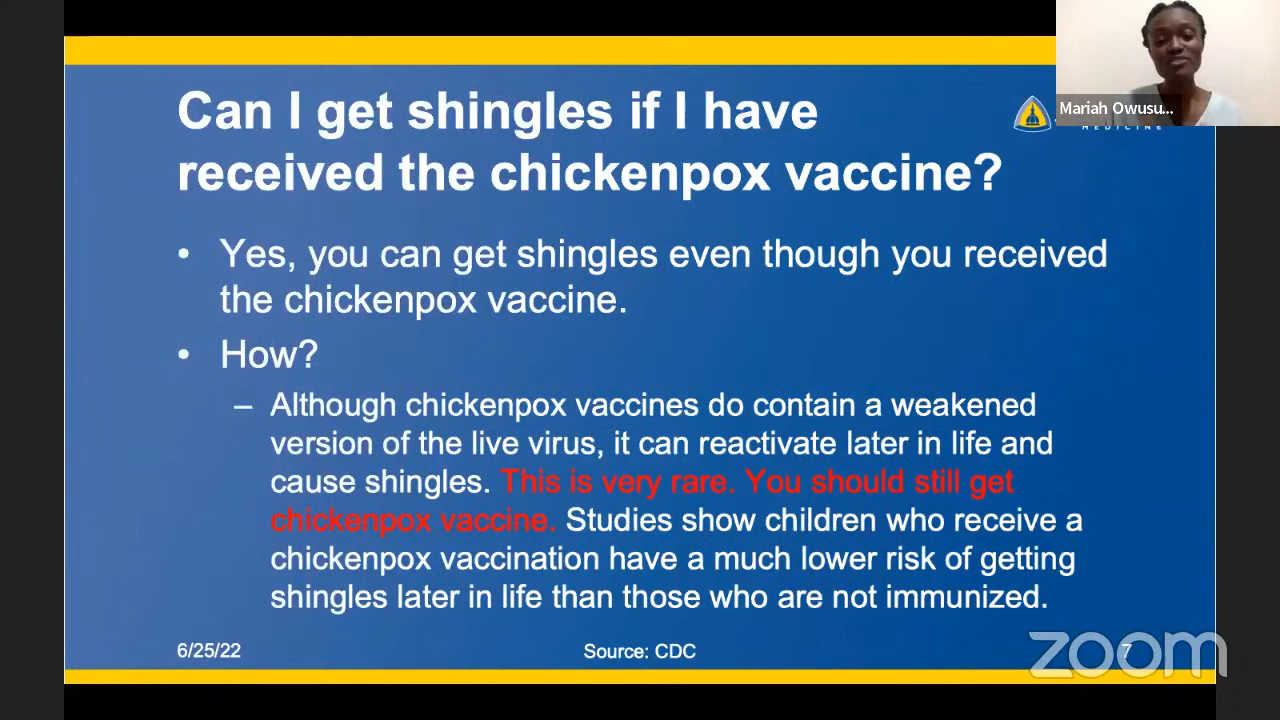 Can I get shingles if I have
received the chickenpox vaccine?
MEDICINE
Mariah Owusu...
• Yes, you can get shingles even though you received
the chickenpox vaccine.
• How?
– Although chickenpox vaccines do contain a weakened
version of the live virus, it can reactivate later in life and
cause shingles. This is very rare. You should still get
chickenpox vaccine. Studies show children who receive a
chickenpox vaccination have a much lower risk of getting
shingles later in life than those who are not immunized.
6/25/22
Source: CDC
7
zoom